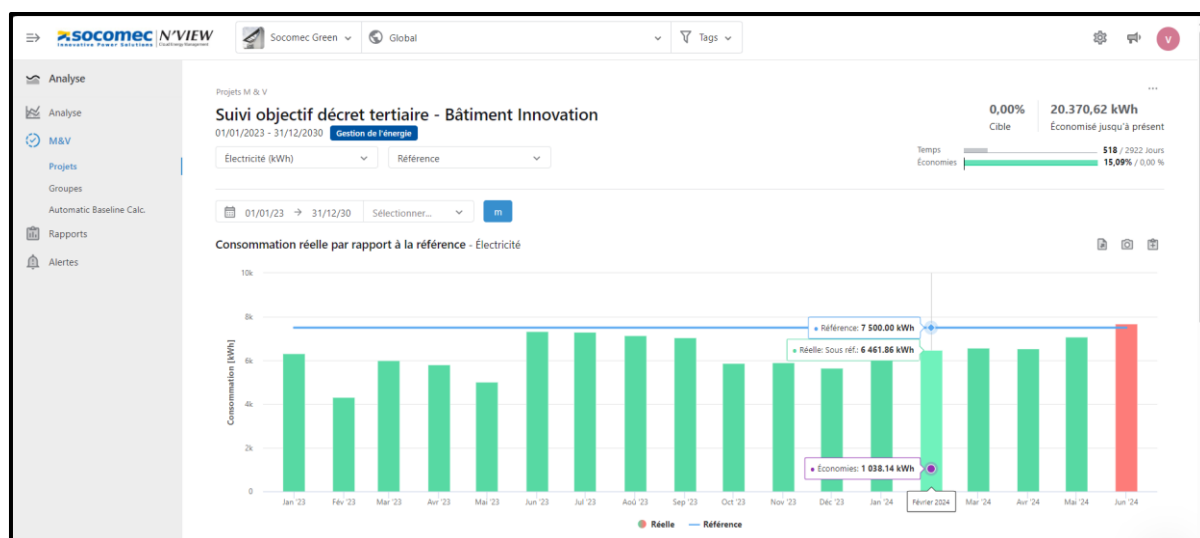 socomec N'VIEW Socomec Green Global Tags V
Innovative Power Solutions Cloud Energy Management
Analyse
Analyse
M&V
Projets
Groupes
Automatic Baseline Calc.
Rapports
Alertes
Projets M & V
...
Suivi objectif décret tertiaire - Bâtiment Innovation
01/01/2023 - 31/12/2030 Gestion de l'énergie
0,00% 20.370,62 kWh
Cible Économisé jusqu'à présent
Électricité (kWh) Référence
Temps 518 / 2922 Jours
Économies 15,09% / 0,00 %
01/01/23 → 31/12/30 Sélectionner... m
Consommation réelle par rapport à la référence - Électricité
Consommation [kWh]
10k
8k
6k
4k
2k
0
Référence: 7 500.00 kWh
Réelle: Sous réf.: 6 461.86 kWh
Économies: 1 038.14 kWh
Jan '23 Fév '23 Mar '23 Avr '23 Mai '23 Jun '23 Jul '23 Aoû '23 Sep '23 Oct '23 Nov '23 Déc '23 Jan '24 Février 2024 Mar '24 Avr '24 Mai '24 Jun '24
Réelle Référence